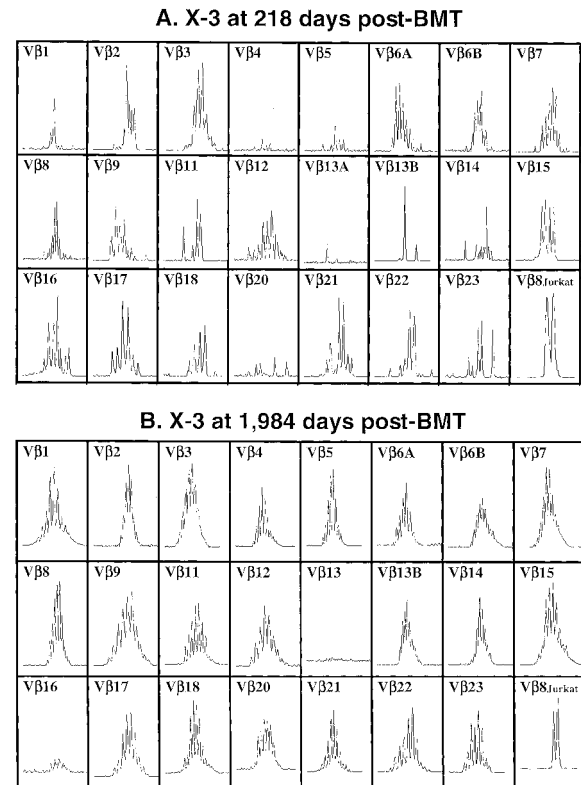 A. X-3 at 218 days post-BMT
Vβ1 Vβ2 Vβ3 Vβ4 Vβ5 Vβ6A Vβ6B Vβ7
Vβ8 Vβ9 Vβ11 Vβ12 Vβ13A Vβ13B Vβ14 Vβ15
Vβ16 Vβ17 Vβ18 Vβ20 Vβ21 Vβ22 Vβ23 Vβ8Jurkat
B. X-3 at 1,984 days post-BMT
Vβ1 Vβ2 Vβ3 Vβ4 Vβ5 Vβ6A Vβ6B Vβ7
Vβ8 Vβ9 Vβ11 Vβ12 Vβ13 Vβ13B Vβ14 Vβ15
Vβ16 Vβ17 Vβ18 Vβ20 Vβ21 Vβ22 Vβ23 Vβ8Jurkat